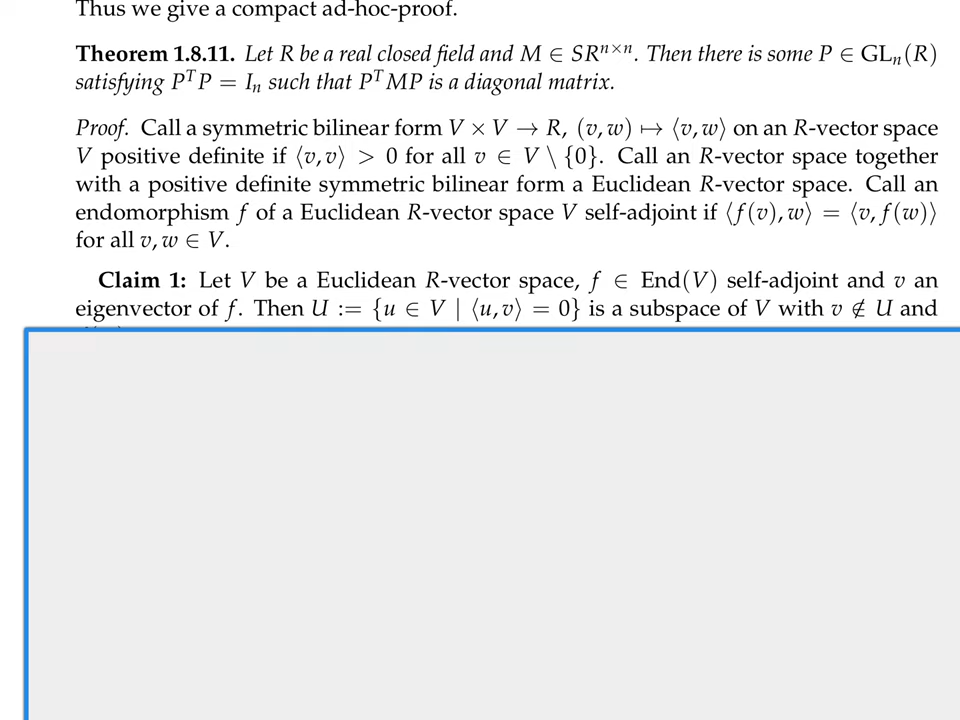 Thus we give a compact ad-hoc-proof.
Theorem 1.8.11. Let R be a real closed field and M ∈ SRⁿˣⁿ. Then there is some P ∈ GLₙ(R)
satisfying PᵀP = Iₙ such that PᵀMP is a diagonal matrix.
Proof. Call a symmetric bilinear form V × V → R, (v, w) ↦ ⟨v, w⟩ on an R-vector space
V positive definite if ⟨v, v⟩ > 0 for all v ∈ V \ {0}. Call an R-vector space together
with a positive definite symmetric bilinear form a Euclidean R-vector space. Call an
endomorphism f of a Euclidean R-vector space V self-adjoint if ⟨f(v), w⟩ = ⟨v, f(w)⟩
for all v, w ∈ V.
Claim 1: Let V be a Euclidean R-vector space, f ∈ End(V) self-adjoint and v an
eigenvector of f. Then U := {u ∈ V | ⟨u, v⟩ = 0} is a subspace of V with v ∉ U and